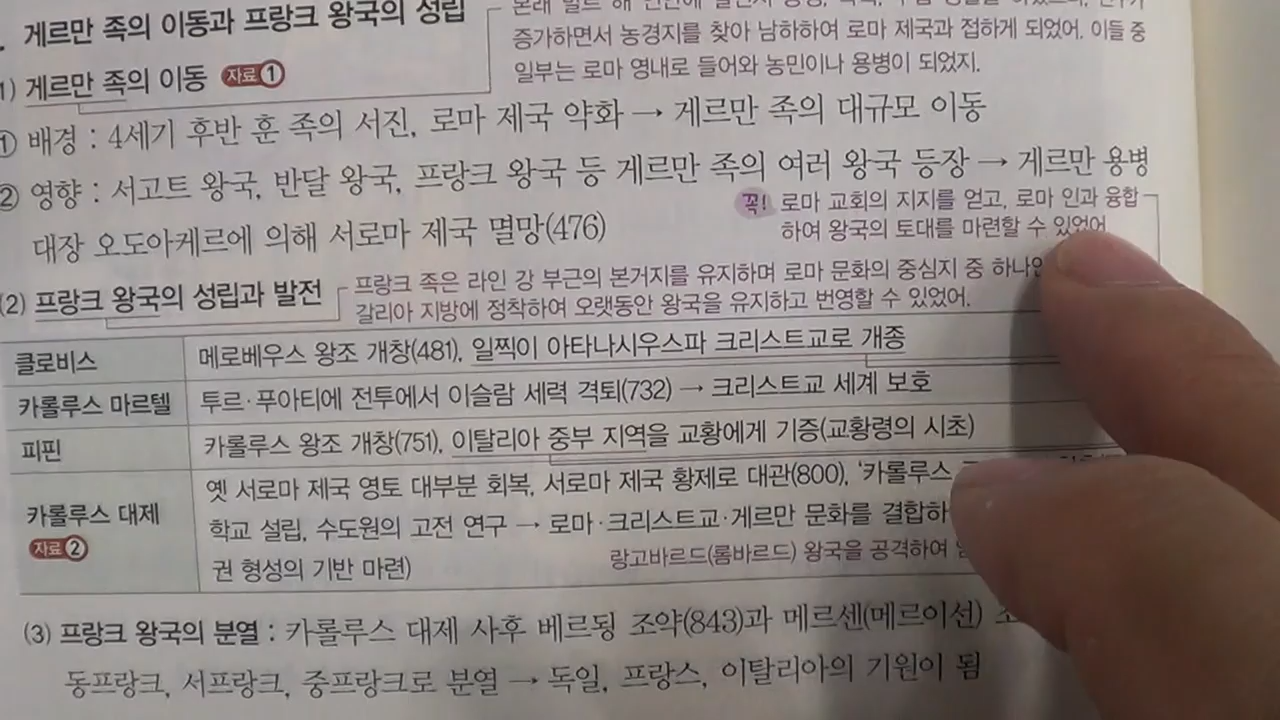 게르만 족의 이동과 프랑크 왕국의 성립
증가하면서 농경지를 찾아 남하하여 로마 제국과 접하게 되었어. 이들 중
일부는 로마 영내로 들어와 농민이나 용병이 되었지.
1) 게르만 족의 이동 자료 1
① 배경 : 4세기 후반 훈 족의 서진, 로마 제국 약화 → 게르만 족의 대규모 이동
② 영향 : 서고트 왕국, 반달 왕국, 프랑크 왕국 등 게르만 족의 여러 왕국 등장 → 게르만 용병
대장 오도아케르에 의해 서로마 제국 멸망(476)
꼭! 로마 교회의 지지를 얻고, 로마 인과 융합
하여 왕국의 토대를 마련할 수 있었어
(2) 프랑크 왕국의 성립과 발전
프랑크 족은 라인 강 부근의 본거지를 유지하며 로마 문화의 중심지 중 하나인
갈리아 지방에 정착하여 오랫동안 왕국을 유지하고 번영할 수 있었어.
클로비스 메로베우스 왕조 개창(481), 일찍이 아타나시우스파 크리스트교로 개종
카롤루스 마르텔 투르·푸아티에 전투에서 이슬람 세력 격퇴(732) → 크리스트교 세계 보호
피핀 카롤루스 왕조 개창(751), 이탈리아 중부 지역을 교황에게 기증(교황령의 시초)
카롤루스 대제 자료 2
옛 서로마 제국 영토 대부분 회복, 서로마 제국 황제로 대관(800), '카롤루스
학교 설립, 수도원의 고전 연구 → 로마·크리스트교·게르만 문화를 결합하
권 형성의 기반 마련)
랑고바르드(롬바르드) 왕국을 공격하여
(3) 프랑크 왕국의 분열 : 카롤루스 대제 사후 베르됭 조약(843)과 메르센(메르이선)
동프랑크, 서프랑크, 중프랑크로 분열 → 독일, 프랑스, 이탈리아의 기원이 됨